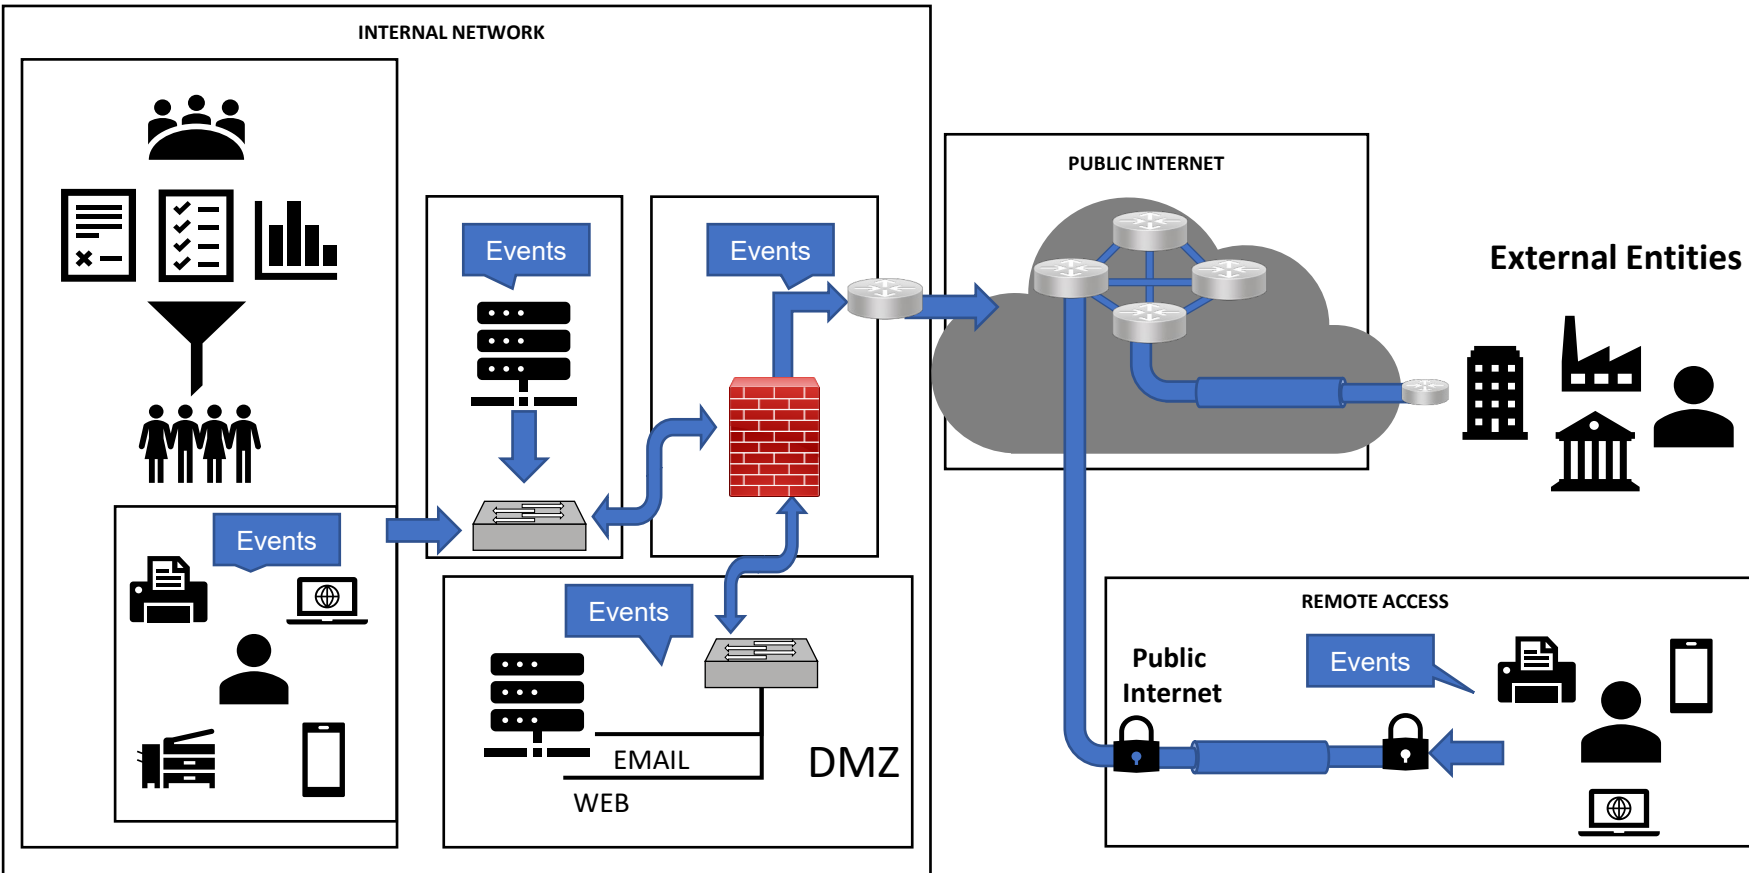 INTERNAL NETWORK
PUBLIC INTERNET
Events
Events
External Entities
Events
Events
REMOTE ACCESS
Public
Internet
Events
EMAIL
DMZ
WEB